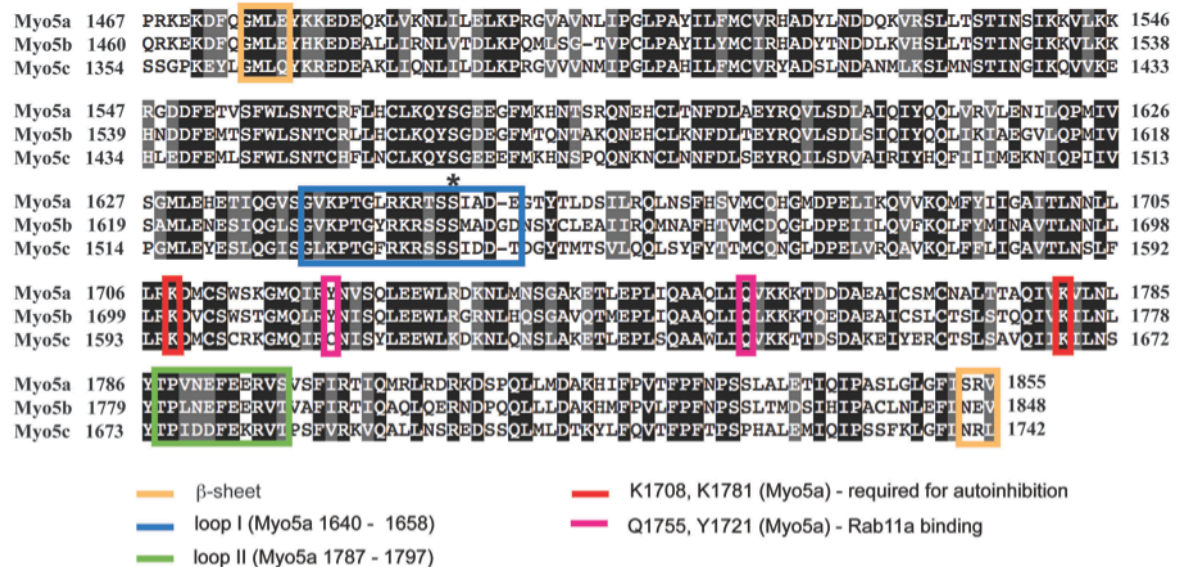 Myo5a 1467 PRKEKDFQGMLEYKKEDEQKLVKNLILELKPRGVAVNLIPGLPAYILFMCVRHADYLNDDQKVRSLLTSTINSIKKVLKK 1546
Myo5b 1460 QRKEKDFQGMLEYHKEDEALLIRNLVTDLKPQMLSG-TVPCLPAYILYMCIRHADYTNDDLKVHSLLTSTINGIKKVLKK 1538
Myo5c 1354 SSGPKEYLGMLQYKREDEAKLIQNLILDLKPRGVVVNMIPGLPAHILFMCVRYADSLNDANMLKSLMNSTINGIKQVVKE 1433
Myo5a 1547 RGDDFETVSFWLSNTCRFLHCLKQYSGEEGFMKHNTSRQNEHCLTNFDLAEYRQVLSDLAIQIYQQLVRVLENILQPMIV 1626
Myo5b 1539 HNDDFEMTSFWLSNTCRLLHCLKQYSGDEGFMTQNTAKQNEHCLKNFDLTEYRQVLSDLSIQIYQQLIKIAEGVLQPMIV 1618
Myo5c 1434 HLEDFEMLSFWLSNTCHFLNCLKQYSGEEEFMKHNSPQQNKNCLNNFDLSEYRQILSDVAIRIYHQFIIIMEKNIQPIIV 1513
*
Myo5a 1627 SGMLEHETIQGVSGVKPTGLRKRTSSIAD-EGTYTLDSILRQLNSFHSVMCQHGMDPELIKQVVKQMFYIIGAITLNNLL 1705
Myo5b 1619 SAMLENESIQGLSGVKPTGYRKRSSSMADGDNSYCLEAIIRQMNAFHTVMCDQGLDPEIILQVFKQLFYMINAVTLNNLL 1698
Myo5c 1514 PGMLEYESLQGISGLKPTGFRKRSSSIDD-TDGYTMTSVLQQLSYFYTTMCQNGLDPELVRQAVKQLFFLIGAVTLNSLF 1592
Myo5a 1706 LRKDMCSWSKGMQIRYNVSQLEEWLRDKNLMNSGAKETLEPLIQAAQLLQVKKKTDDDAEAICSMCNALTTAQIVKVLNL 1785
Myo5b 1699 LRKDVCSWSTGMQLRYNISQLEEWLRGRNLHQSGAVQTMEPLIQAAQLLQLKKKTQEDAEAICSLCTSLSTQQIVKILNL 1778
Myo5c 1593 LRKDMCSCRKGMQIRCNISYLEEWLKDKNLQNSLAKETLEPLSQAAWLLQVKKTTDSDAKEIYERCTSLSAVQIIKILNS 1672
Myo5a 1786 YTPVNEFEERVSVSFIRTIQMRLRDRKDSPQLLMDAKHIFPVTFPFNPSSLALETIQIPASLGLGFISRV 1855
Myo5b 1779 YTPLNEFEERVTVAFIRTIQAQLQERNDPQQLLLDAKHMFPVLFPFNPSSLTMDSIHIPACLNLEFINEV 1848
Myo5c 1673 YTPIDDFEKRVTPSFVRKVQALLNSREDSSQLMLDTKYLFQVTFPFTPSPHALEMIQIPSSFKLGFINRL 1742
β-sheet
loop I (Myo5a 1640 - 1658)
loop II (Myo5a 1787 - 1797)
K1708, K1781 (Myo5a) - required for autoinhibition
Q1755, Y1721 (Myo5a) - Rab11a binding